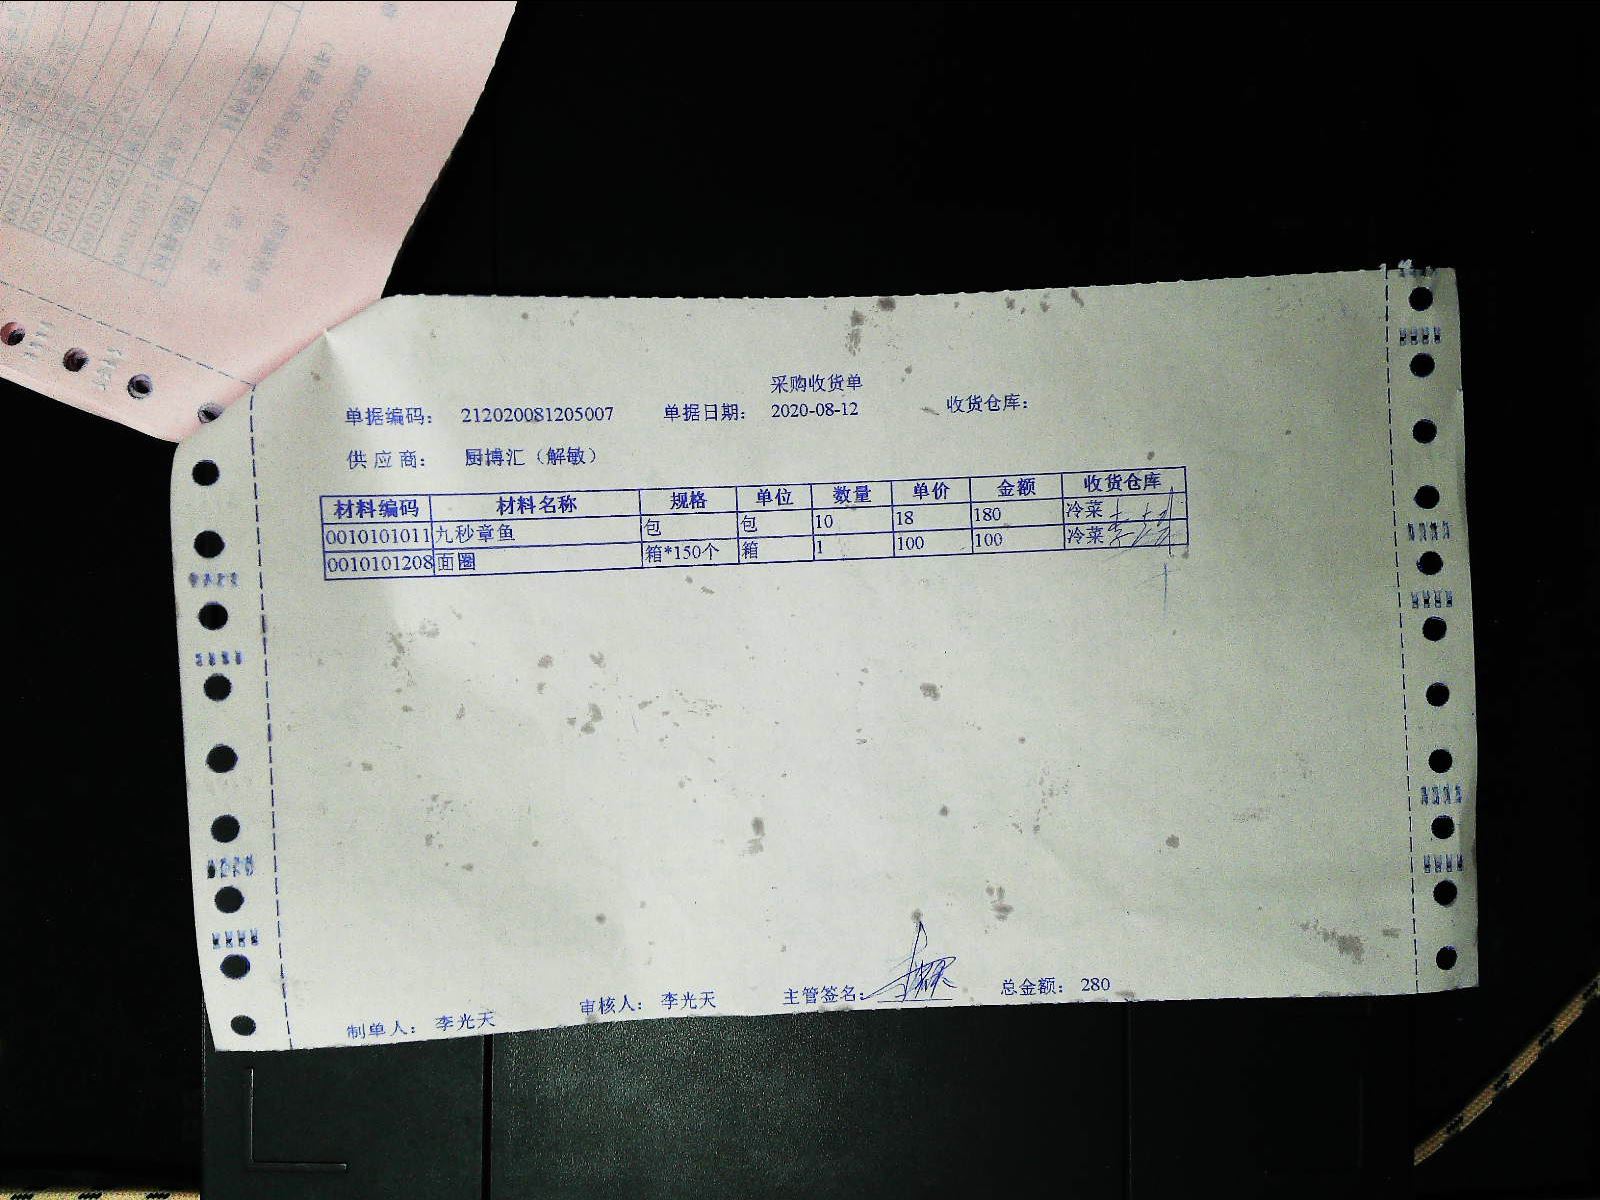 采购收货单
单据编码： 212020081205007 单据日期： 2020-08-12 收货仓库：
供 应 商： 厨博汇（解敏）
材料编码 材料名称 规格 单位 数量 单价 金额 收货仓库
0010101011 九秒章鱼 包 包 10 18 180 冷菜
0010101208 面圈 箱*150个 箱 1 100 100 冷菜
制单人： 李光天 审核人： 李光天 主管签名： 总金额： 280